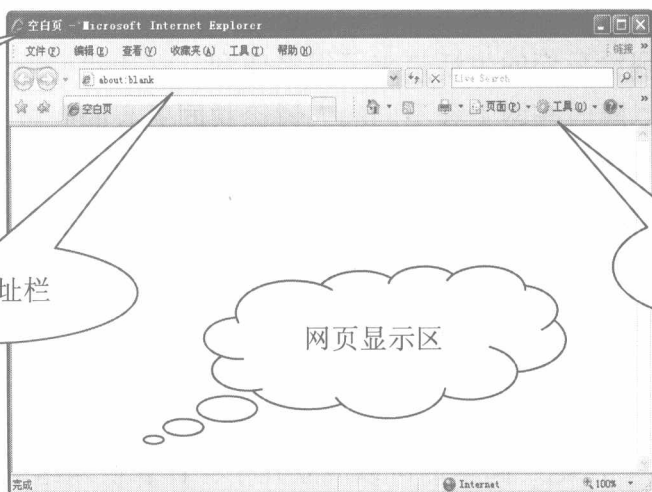 空白页 - Microsoft Internet Explorer
文件(F) 编辑(E) 查看(V) 收藏夹(A) 工具(T) 帮助(H) 链接 »
about:blank Live Search
空白页 页面(P) 工具(O) »
址栏
网页显示区
完成 Internet 100%